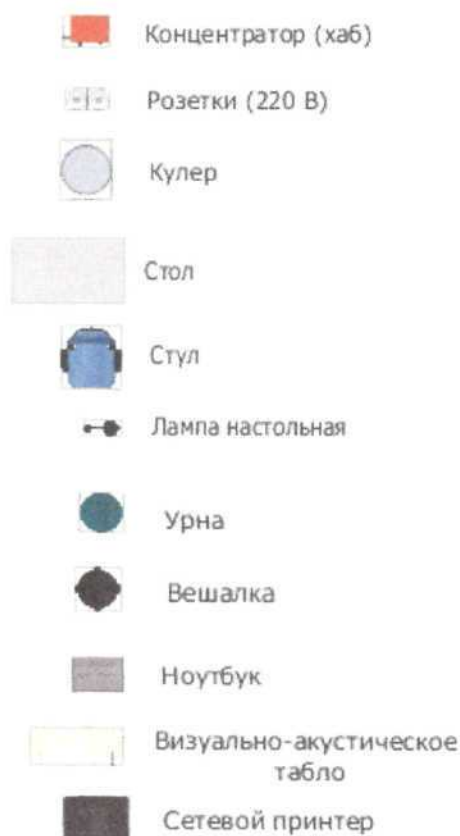 Концентратор (хаб)
Розетки (220 В)
Кулер
Стол
Стул
Лампа настольная
Урна
Вешалка
Ноутбук
Визуально-акустическое
табло
Сетевой принтер